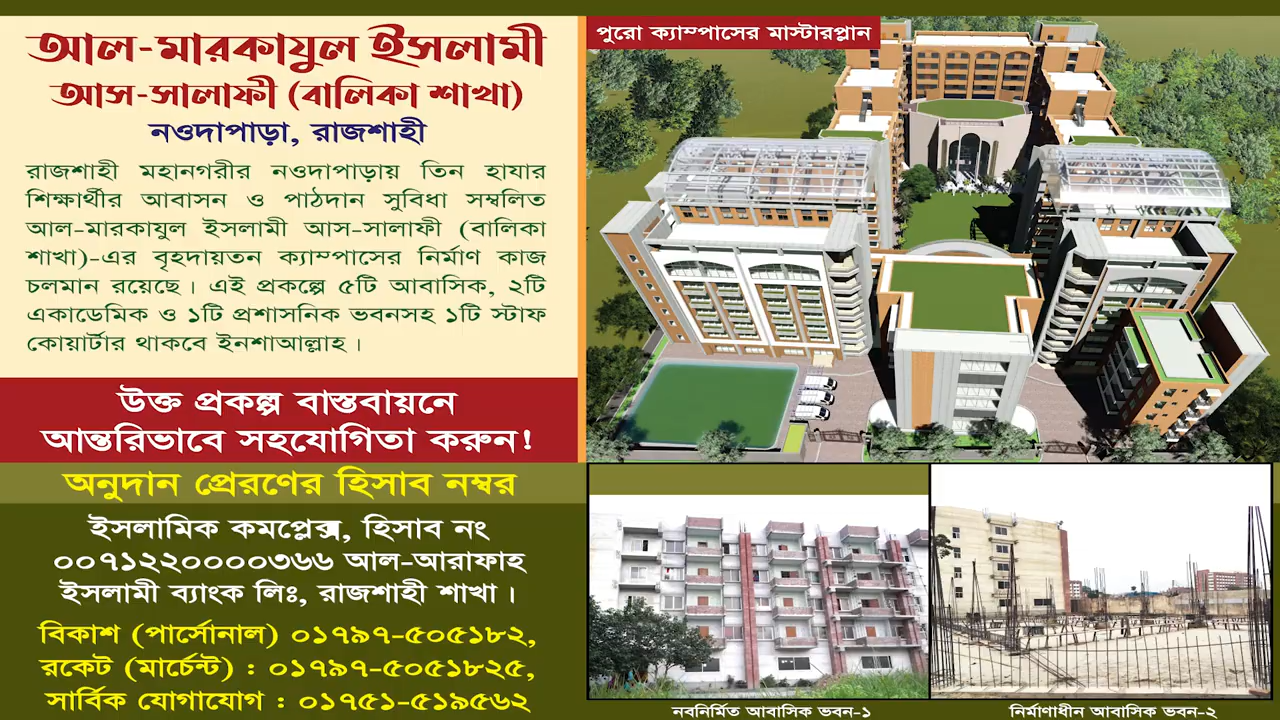 আল-মারকাযুল ইসলামী
আস-সালাফী (বালিকা শাখা)
নওদাপাড়া, রাজশাহী
রাজশাহী মহানগরীর নওদাপাড়ায় তিন হাযার
শিক্ষার্থীর আবাসন ও পাঠদান সুবিধা সম্বলিত
আল-মারকাযুল ইসলামী আস-সালাফী (বালিকা
শাখা)-এর বৃহদায়তন ক্যাম্পাসের নির্মাণ কাজ
চলমান রয়েছে। এই প্রকল্পে ৫টি আবাসিক, ২টি
একাডেমিক ও ১টি প্রশাসনিক ভবনসহ ১টি স্টাফ
কোয়ার্টার থাকবে ইনশাআল্লাহ।
উক্ত প্রকল্প বাস্তবায়নে
আন্তরিভাবে সহযোগিতা করুন!
অনুদান প্রেরণের হিসাব নম্বর
ইসলামিক কমপ্লেক্স, হিসাব নং
০০৭১২২০০০০৩৬৬ আল-আরাফাহ
ইসলামী ব্যাংক লিঃ, রাজশাহী শাখা।
বিকাশ (পার্সোনাল) ০১৭৯৭-৫০৫১৮২,
রকেট (মার্চেন্ট) : ০১৭৯৭-৫০৫১৮২৫,
সার্বিক যোগাযোগ : ০১৭৫১-৫১৯৫৬২
পুরো ক্যাম্পাসের মাস্টারপ্লান
নবনির্মিত আবাসিক ভবন-১
নির্মাণাধীন আবাসিক ভবন-২